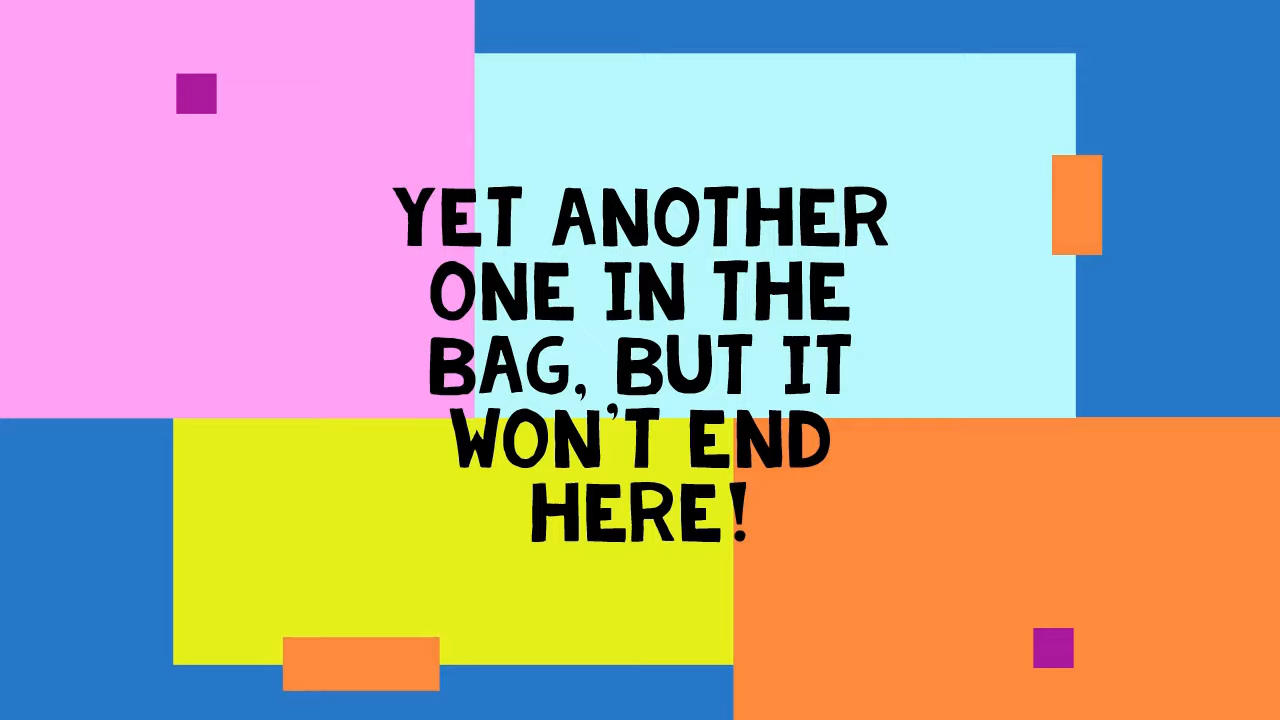 YET ANOTHER
ONE IN THE
BAG, BUT IT
WON'T END
HERE!